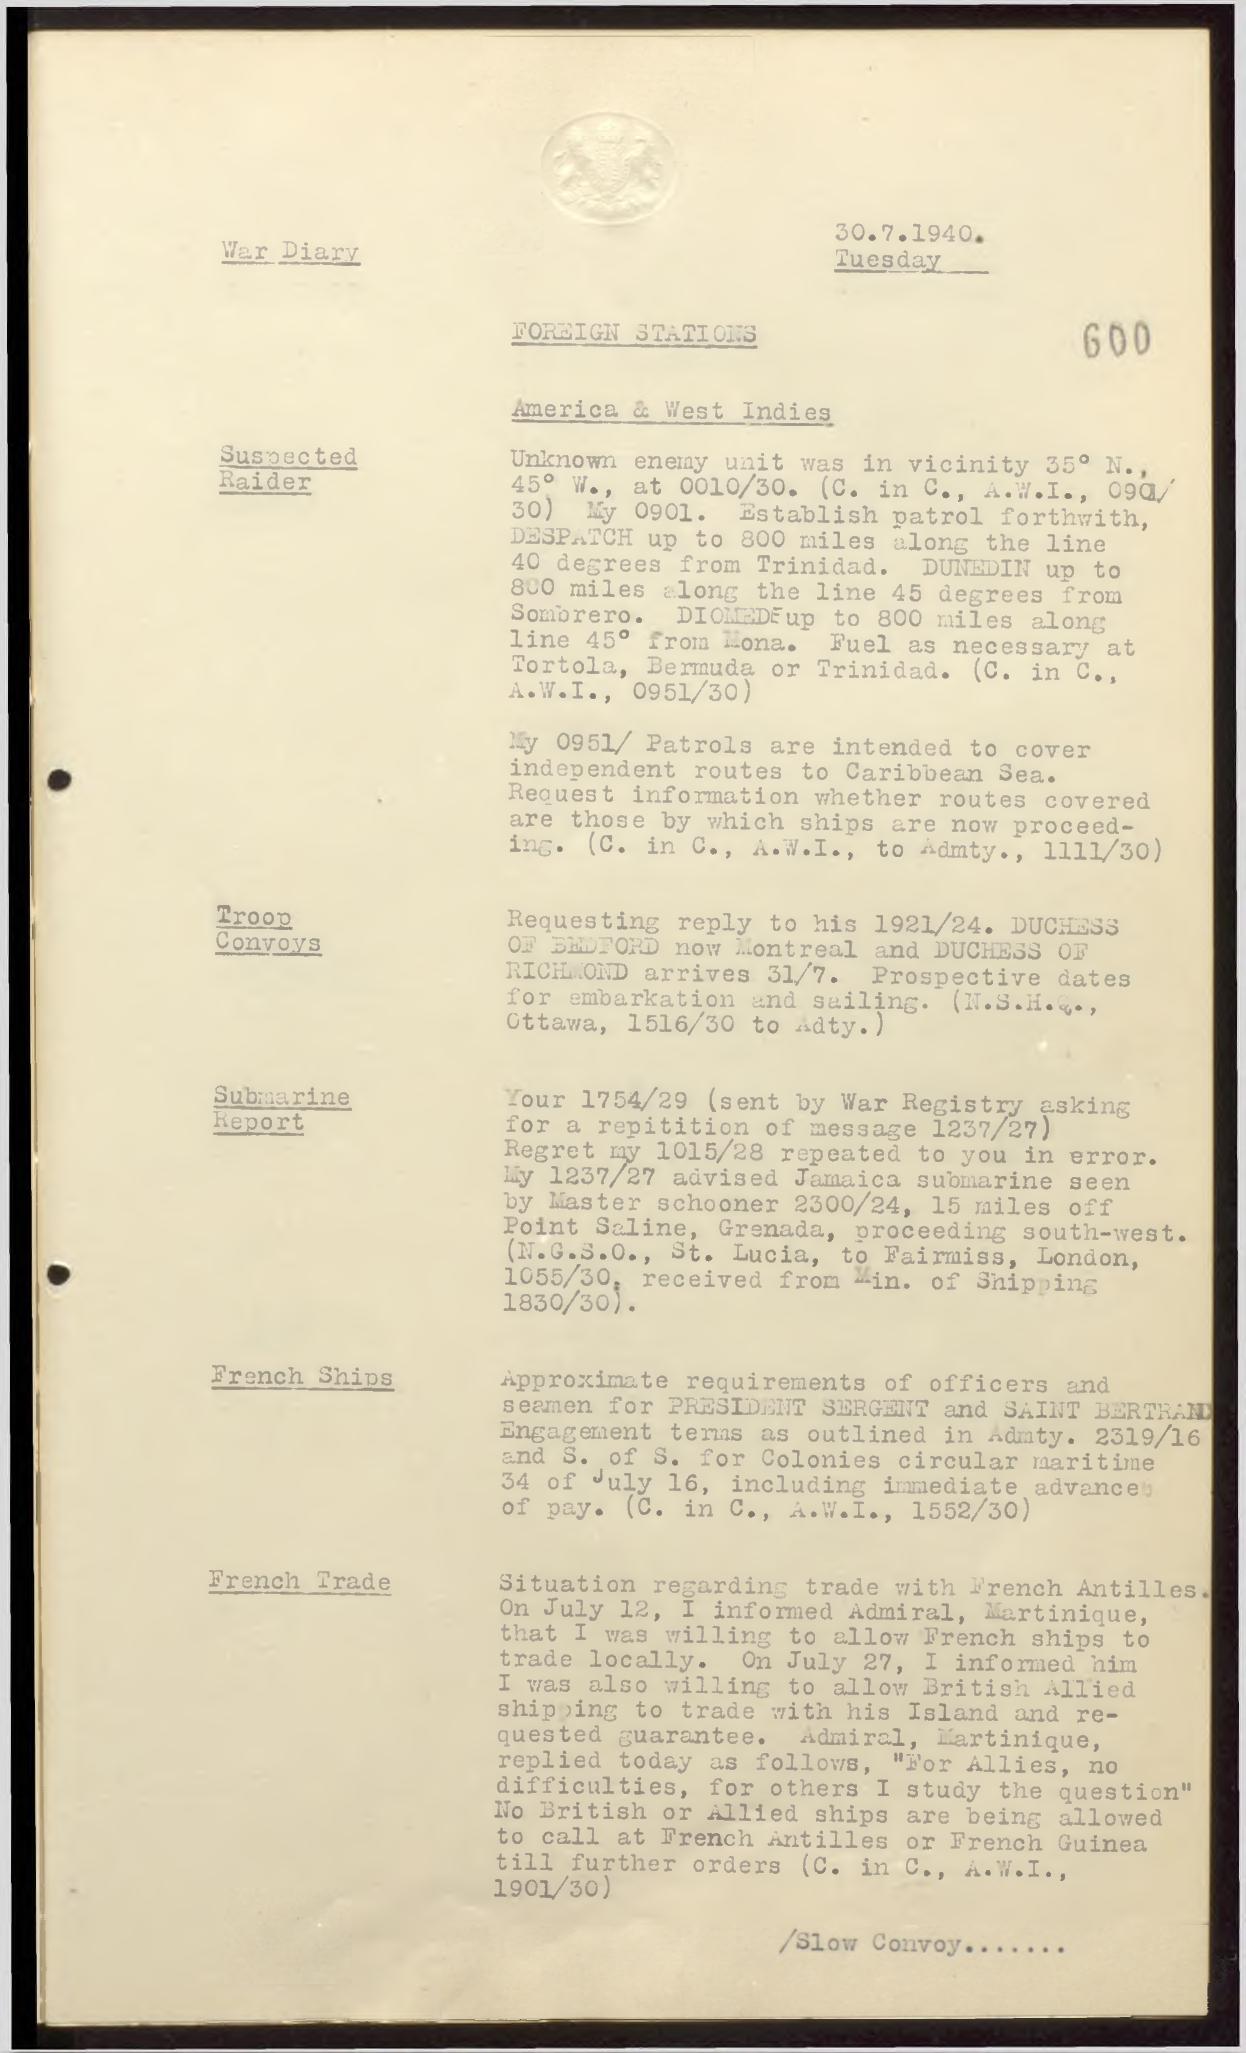 War Diary
30.7.1940.
Tuesday
FOREIGN STATIONS
600
America & West Indies
Suspected
Raider
Unknown enemy unit was in vicinity 35° N.,
45° W., at 0010/30. (C. in C., A.W.I., 0901/
30) My 0901. Establish patrol forthwith,
DESPATCH up to 800 miles along the line
40 degrees from Trinidad. DUNEDIN up to
800 miles along the line 45 degrees from
Sombrero. DIOMEDE up to 800 miles along
line 45° from Mona. Fuel as necessary at
Tortola, Bermuda or Trinidad. (C. in C.,
A.W.I., 0951/30)
My 0951/ Patrols are intended to cover
independent routes to Caribbean Sea.
Request information whether routes covered
are those by which ships are now proceed-
ing. (C. in C., A.W.I., to Admty., 1111/30)
Troop
Convoys
Requesting reply to his 1921/24. DUCHESS
OF BEDFORD now Montreal and DUCHESS OF
RICHMOND arrives 31/7. Prospective dates
for embarkation and sailing. (N.S.H.Q.,
Ottawa, 1516/30 to Adty.)
Submarine
Report
Your 1754/29 (sent by War Registry asking
for a repitition of message 1237/27)
Regret my 1015/28 repeated to you in error.
My 1237/27 advised Jamaica submarine seen
by Master schooner 2300/24, 15 miles off
Point Saline, Grenada, proceeding south-west.
(N.G.S.O., St. Lucia, to Fairmiss, London,
1055/30, received from Min. of Shipping
1830/30).
French Ships
Approximate requirements of officers and
seamen for PRESIDENT SERGENT and SAINT BERTRAND
Engagement terms as outlined in Admty. 2319/16
and S. of S. for Colonies circular maritime
34 of July 16, including immediate advance
of pay. (C. in C., A.W.I., 1552/30)
French Trade
Situation regarding trade with French Antilles.
On July 12, I informed Admiral, Martinique,
that I was willing to allow French ships to
trade locally. On July 27, I informed him
I was also willing to allow British Allied
shipping to trade with his Island and re-
quested guarantee. Admiral, Martinique,
replied today as follows, "For Allies, no
difficulties, for others I study the question"
No British or Allied ships are being allowed
to call at French Antilles or French Guinea
till further orders (C. in C., A.W.I.,
1901/30)
/Slow Convoy.......